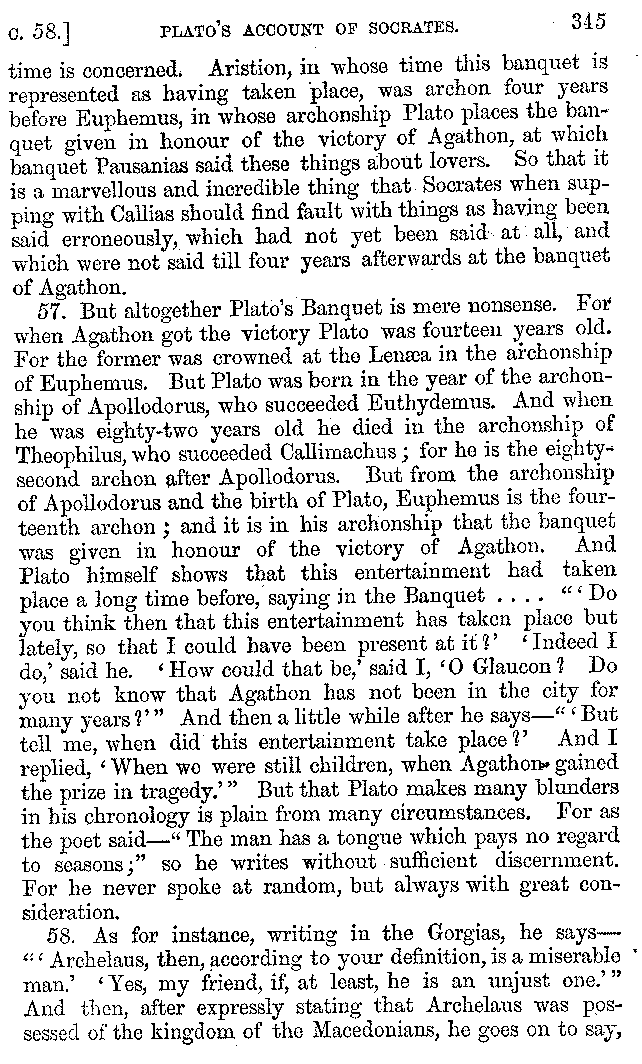 C. 58.] PLATO'S ACCOUNT OF SOCRATES. 345
time is concerned. Aristion, in whose time this banquet is
represented as having taken place, was archon four years
before Euphemus, in whose archonship Plato places the ban-
quet given in honour of the victory of Agathon, at which
banquet Pausanias said these things about lovers. So that it
is a marvellous and incredible thing that Socrates when sup-
ping with Callias should find fault with things as having been
said erroneously, which had not yet been said at all, and
which were not said till four years afterwards at the banquet
of Agathon.
57. But altogether Plato's Banquet is mere nonsense. For
when Agathon got the victory Plato was fourteen years old.
For the former was crowned at the Lenæa in the archonship
of Euphemus. But Plato was born in the year of the archon-
ship of Apollodorus, who succeeded Euthydemus. And when
he was eighty-two years old he died in the archonship of
Theophilus, who succeeded Callimachus; for he is the eighty-
second archon after Apollodorus. But from the archonship
of Apollodorus and the birth of Plato, Euphemus is the four-
teenth archon; and it is in his archonship that the banquet
was given in honour of the victory of Agathon. And
Plato himself shows that this entertainment had taken
place a long time before, saying in the Banquet .... "'Do
you think then that this entertainment has taken place but
lately, so that I could have been present at it?' 'Indeed I
do,' said he. 'How could that be,' said I, 'O Glaucon? Do
you not know that Agathon has not been in the city for
many years?'" And then a little while after he says—"'But
tell me, when did this entertainment take place?' And I
replied, 'When we were still children, when Agathon gained
the prize in tragedy.'" But that Plato makes many blunders
in his chronology is plain from many circumstances. For as
the poet said—"The man has a tongue which pays no regard
to seasons;" so he writes without sufficient discernment.
For he never spoke at random, but always with great con-
sideration.
58. As for instance, writing in the Gorgias, he says—
"'Archelaus, then, according to your definition, is a miserable
man.' 'Yes, my friend, if, at least, he is an unjust one.'"
And then, after expressly stating that Archelaus was pos-
sessed of the kingdom of the Macedonians, he goes on to say,